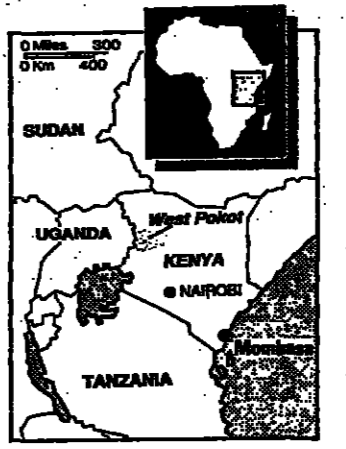 0 Miles 300
0 Km 400
SUDAN
West Pokot
UGANDA
KENYA
NAIROBI
Mombasa
TANZANIA